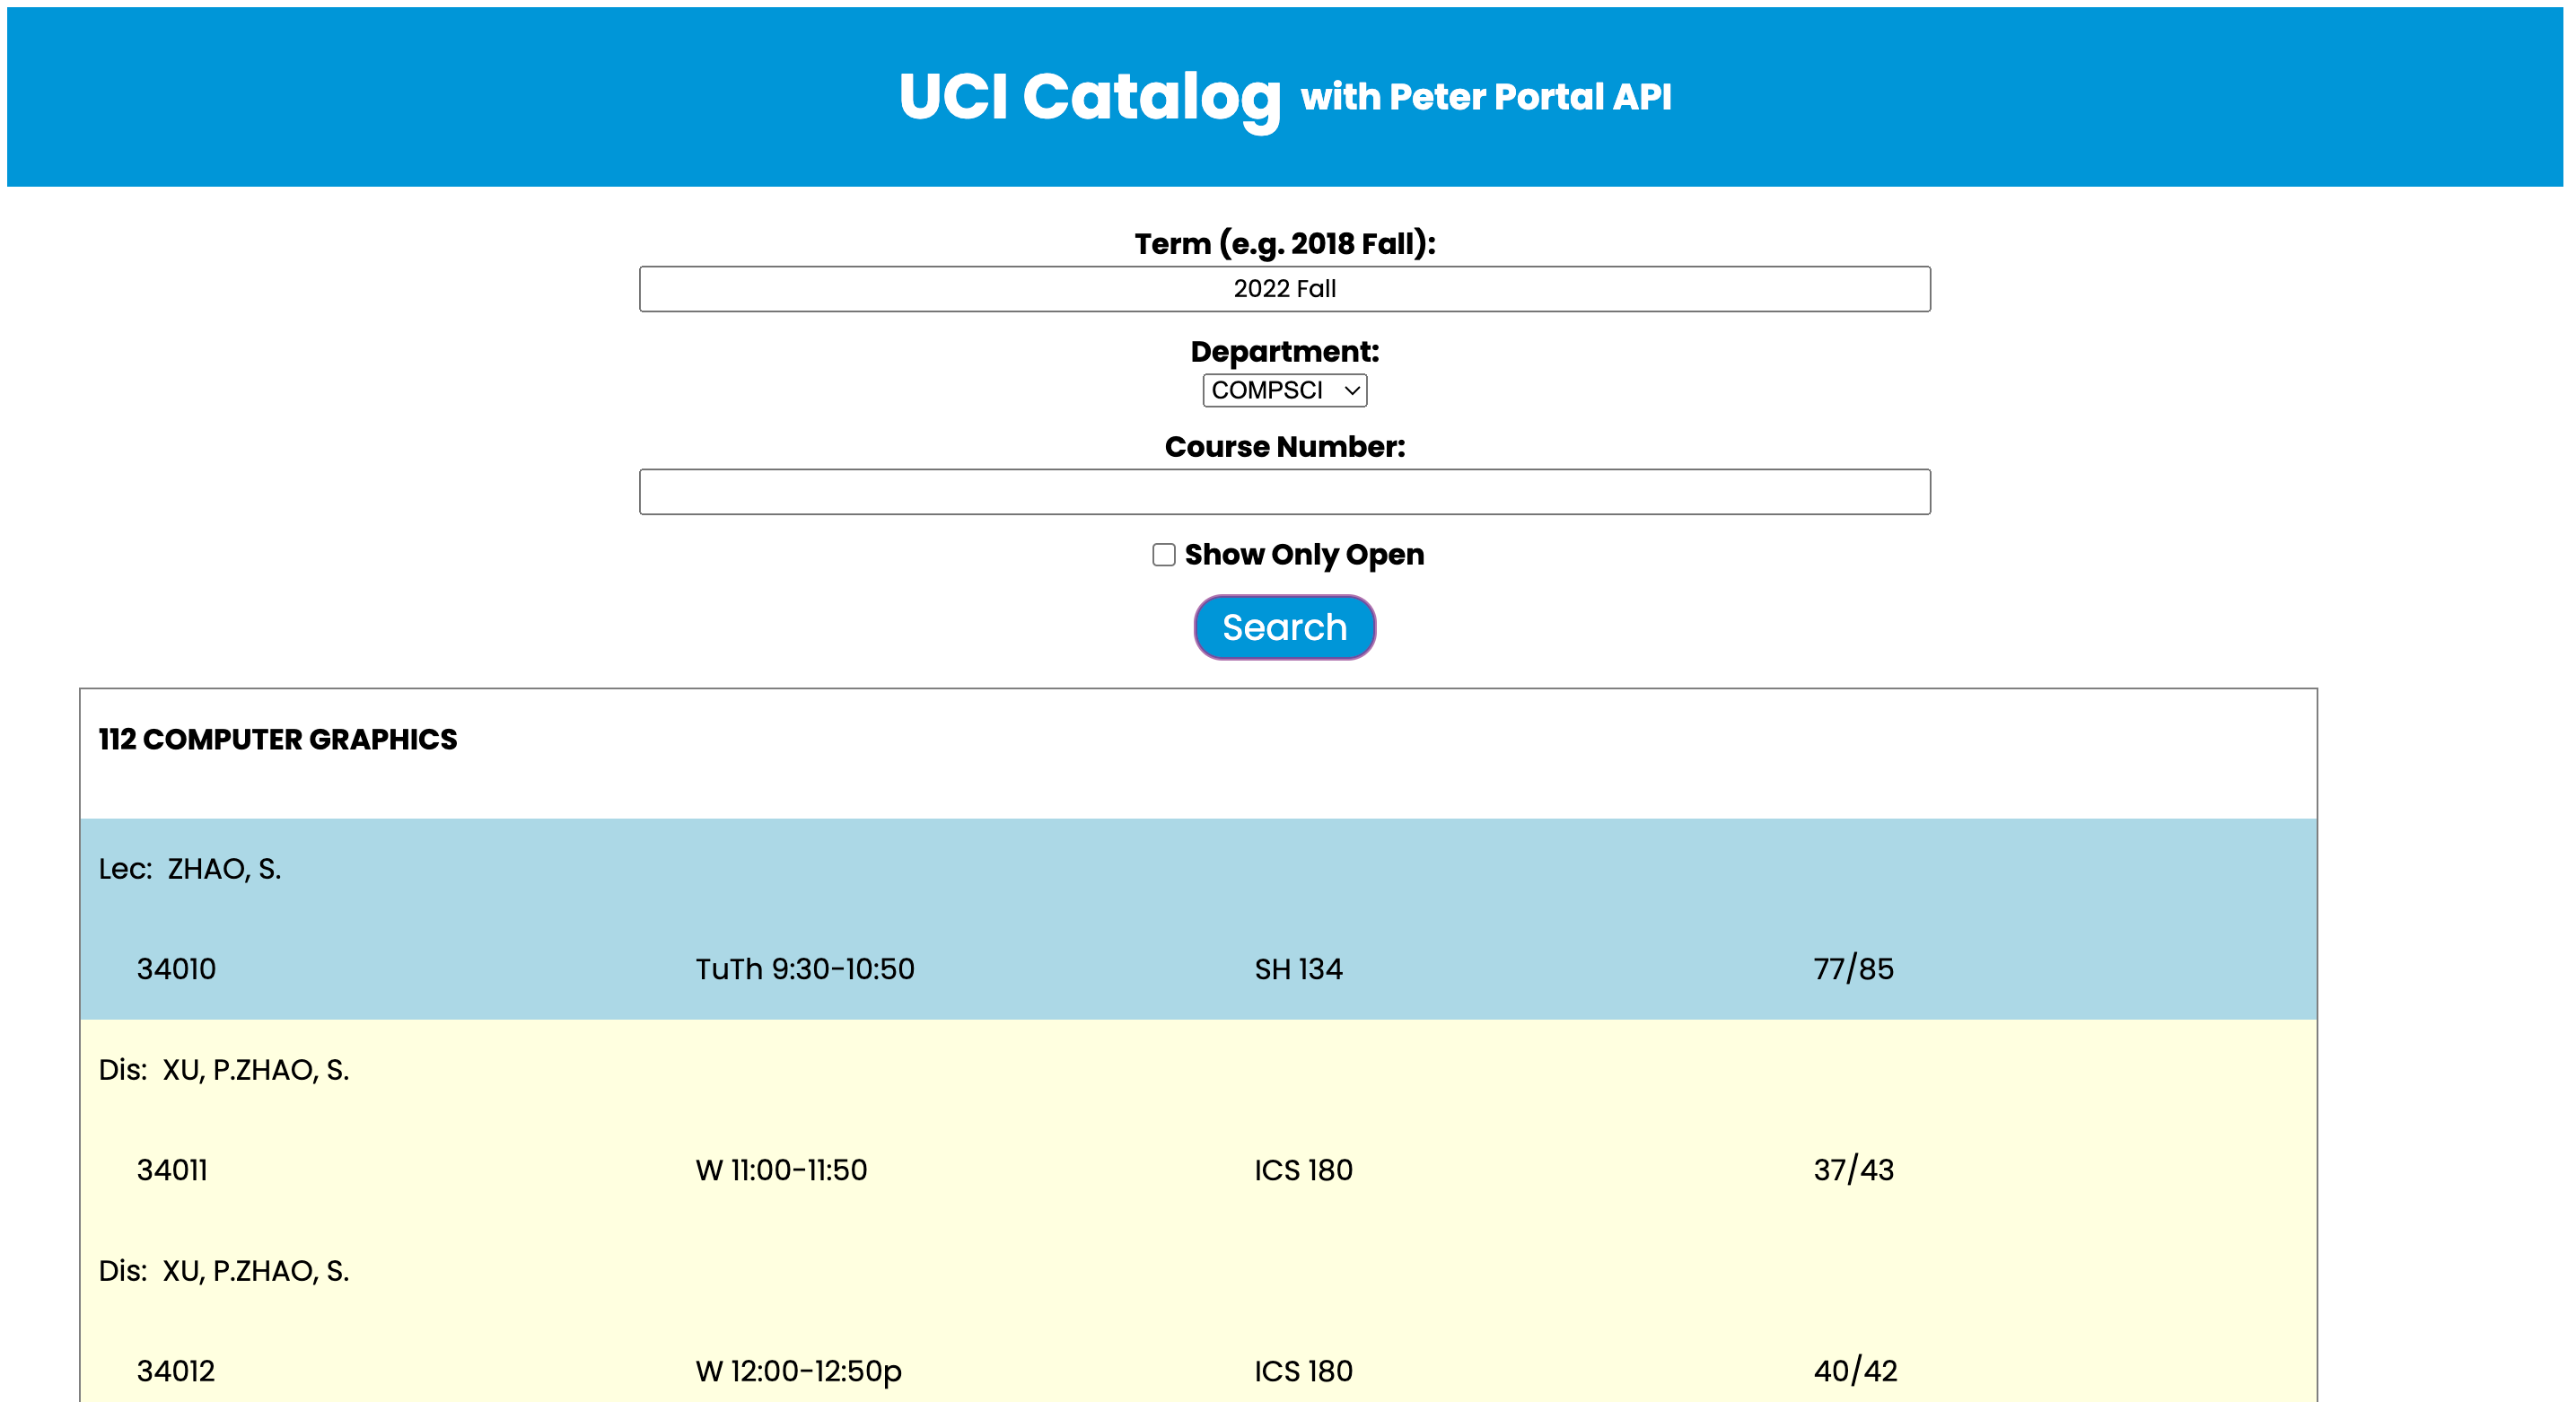 UCI Catalog with Peter Portal API
Term (e.g. 2018 Fall):
2022 Fall
Department:
COMPSCI
Course Number:
Show Only Open
Search
112 COMPUTER GRAPHICS
Lec: ZHAO, S.
34010 TuTh 9:30-10:50 SH 134 77/85
Dis: XU, P.ZHAO, S.
34011 W 11:00-11:50 ICS 180 37/43
Dis: XU, P.ZHAO, S.
34012 W 12:00-12:50p ICS 180 40/42